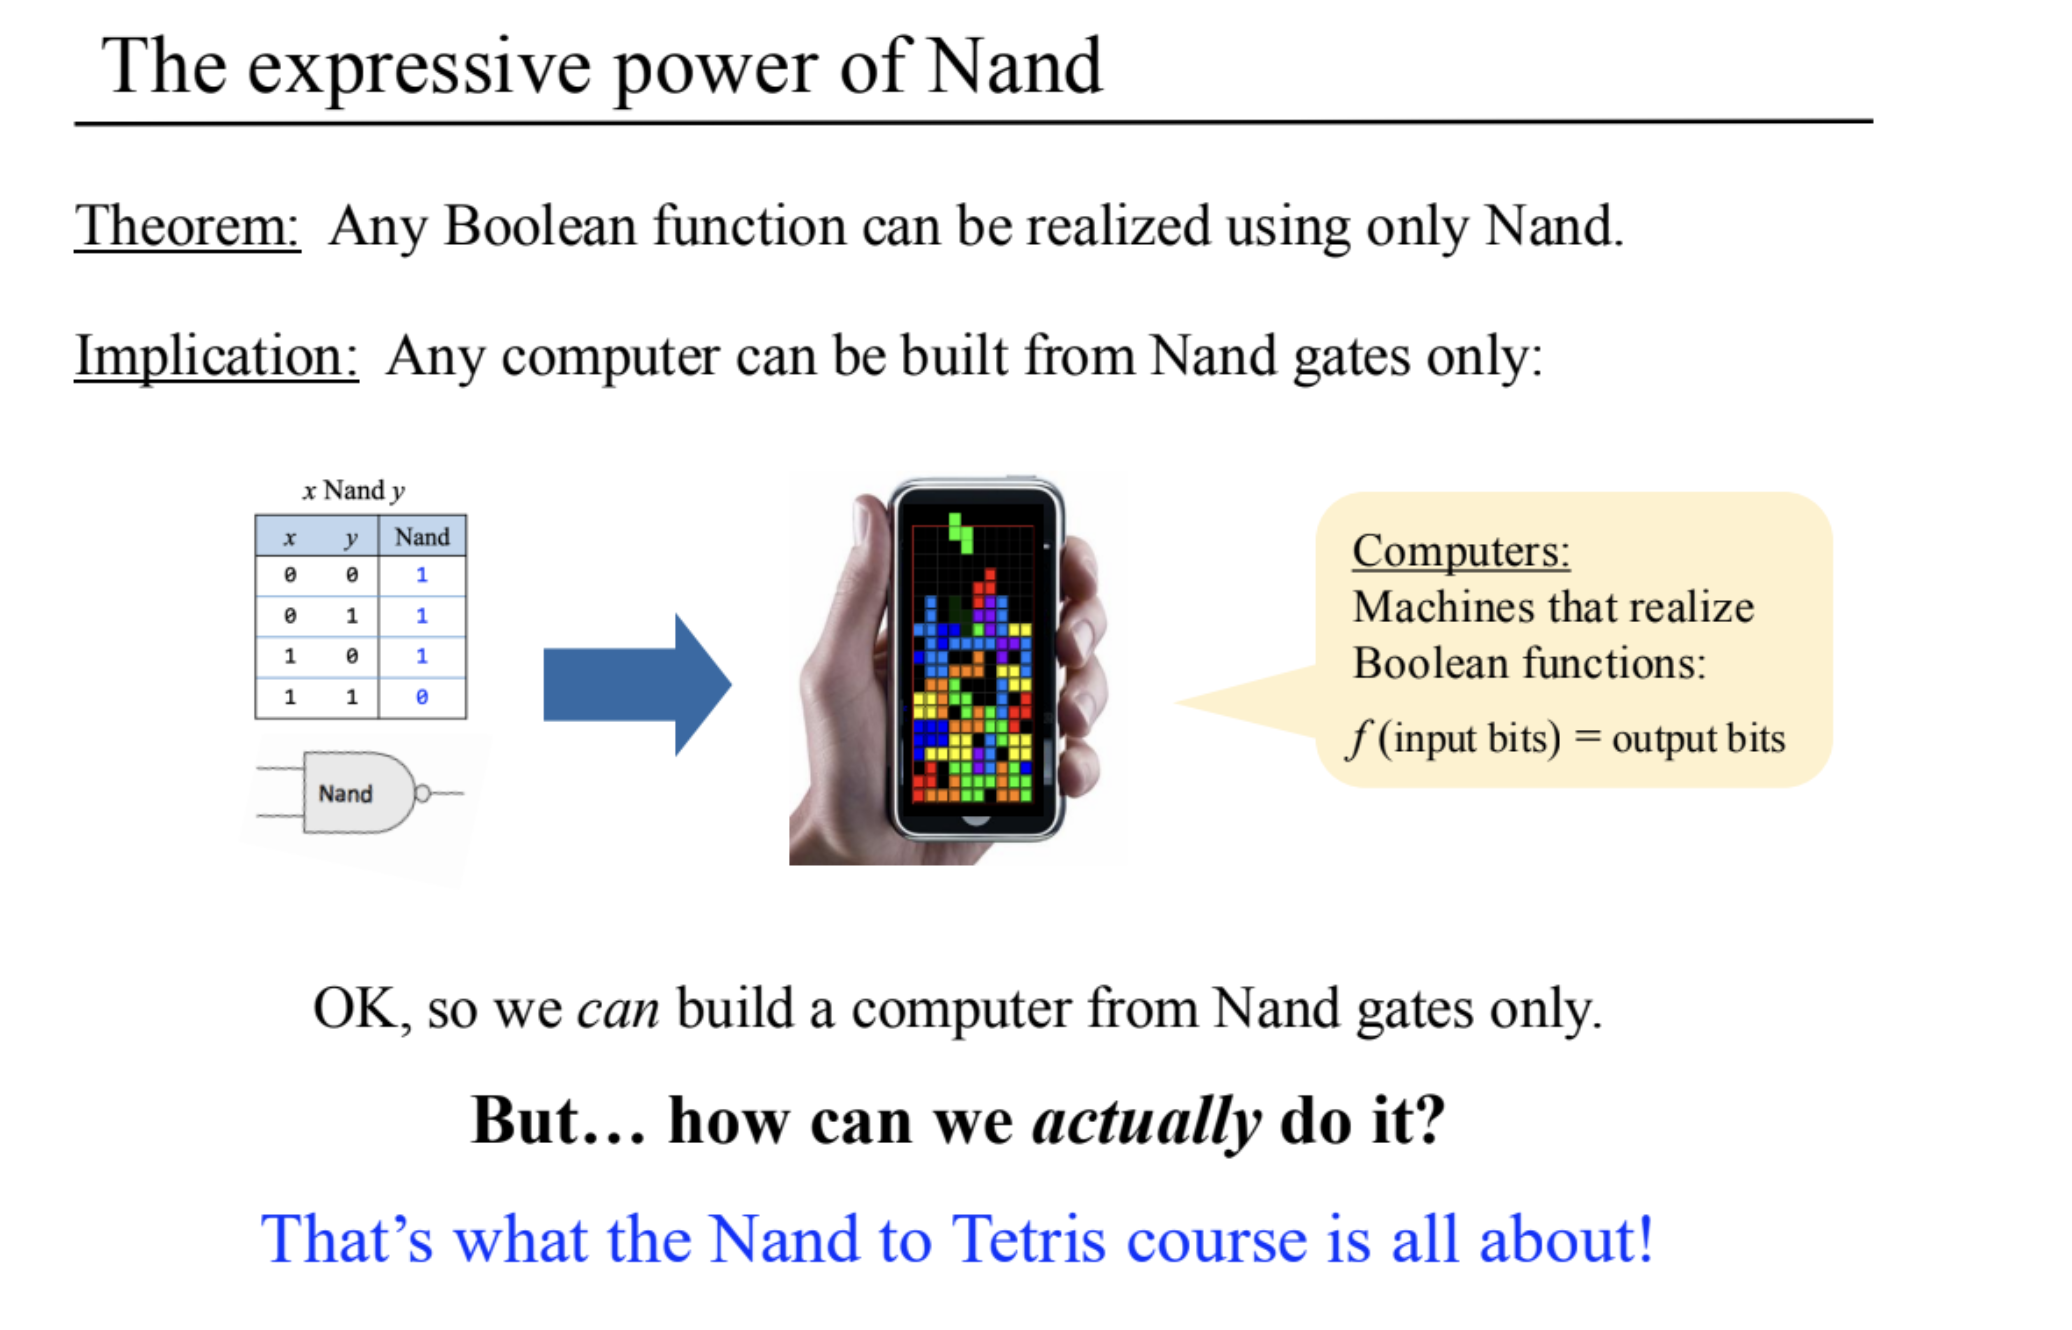 The expressive power of Nand
Theorem: Any Boolean function can be realized using only Nand.
Implication: Any computer can be built from Nand gates only:
x Nand y
x y Nand
0 0 1
0 1 1
1 0 1
1 1 0
Nand
Computers:
Machines that realize
Boolean functions:
f (input bits) = output bits
OK, so we can build a computer from Nand gates only.
But… how can we actually do it?
That’s what the Nand to Tetris course is all about!